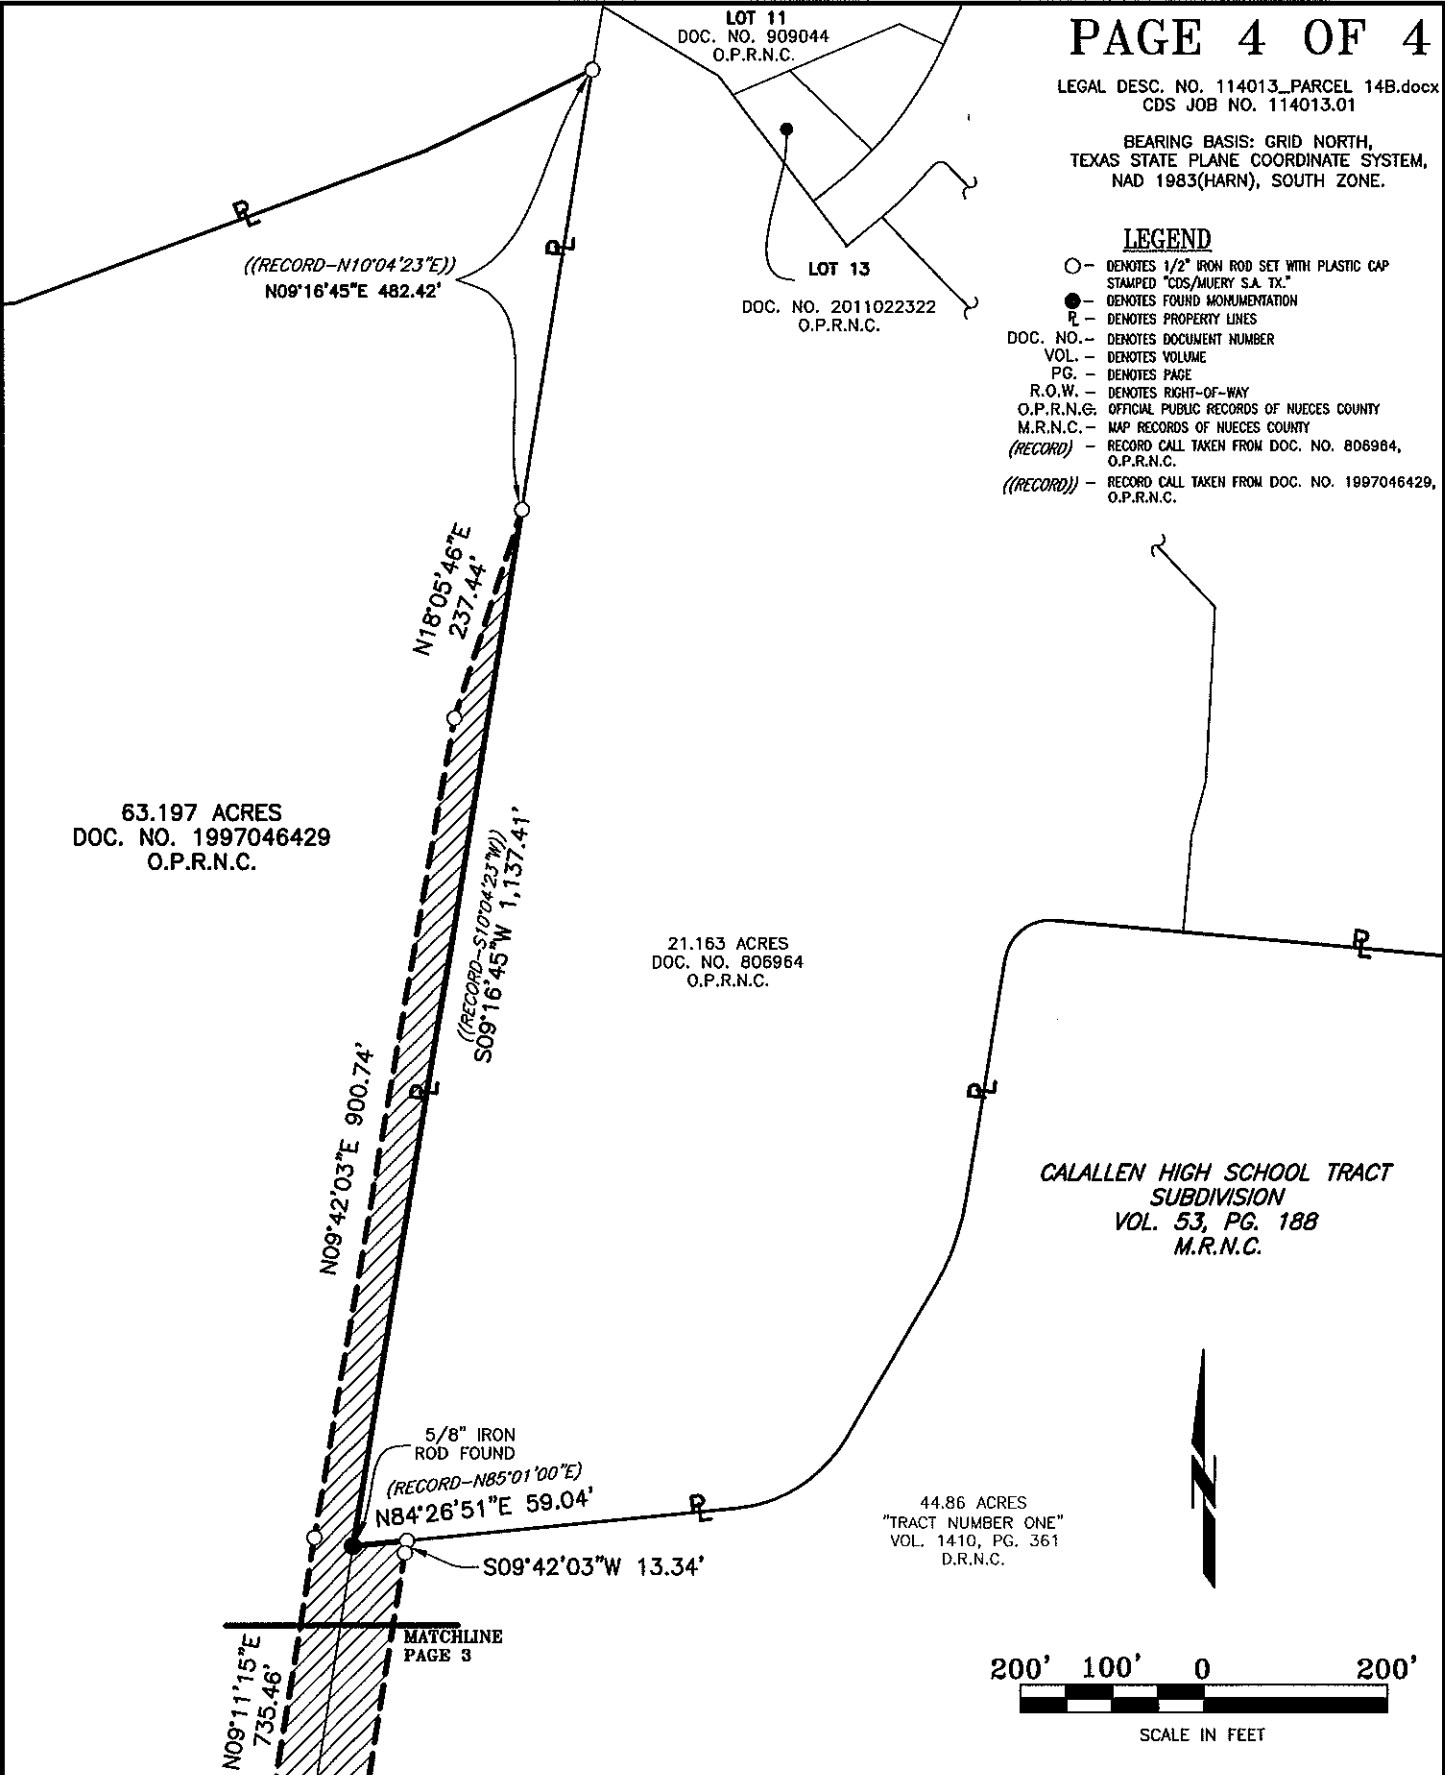 PAGE 4 OF 4
LEGAL DESC. NO. 114013_PARCEL 14B.docx
CDS JOB NO. 114013.01
BEARING BASIS: GRID NORTH,
TEXAS STATE PLANE COORDINATE SYSTEM,
NAD 1983(HARN), SOUTH ZONE.
LEGEND
○ – DENOTES 1/2" IRON ROD SET WITH PLASTIC CAP
STAMPED "CDS/MUERY S.A. TX."
● – DENOTES FOUND MONUMENTATION
PL – DENOTES PROPERTY LINES
DOC. NO.– DENOTES DOCUMENT NUMBER
VOL. – DENOTES VOLUME
PG. – DENOTES PAGE
R.O.W. – DENOTES RIGHT-OF-WAY
O.P.R.N.C. OFFICIAL PUBLIC RECORDS OF NUECES COUNTY
M.R.N.C.– MAP RECORDS OF NUECES COUNTY
(RECORD) – RECORD CALL TAKEN FROM DOC. NO. 806964,
O.P.R.N.C.
((RECORD)) – RECORD CALL TAKEN FROM DOC. NO. 1997046429,
O.P.R.N.C.
LOT 11
DOC. NO. 909044
O.P.R.N.C.
PL
PL
((RECORD–N10°04'23"E))
N09°16'45"E 482.42'
LOT 13
DOC. NO. 2011022322
O.P.R.N.C.
N18°05'46"E
237.44'
63.197 ACRES
DOC. NO. 1997046429
O.P.R.N.C.
((RECORD–S10°04'23"W))
S09°16'45"W 1,137.41'
21.163 ACRES
DOC. NO. 806964
O.P.R.N.C.
PL
N09°42'03"E 900.74'
PL
PL
CALALLEN HIGH SCHOOL TRACT
SUBDIVISION
VOL. 53, PG. 188
M.R.N.C.
5/8" IRON
ROD FOUND
(RECORD–N85°01'00"E)
N84°26'51"E 59.04'
PL
S09°42'03"W 13.34'
44.86 ACRES
"TRACT NUMBER ONE"
VOL. 1410, PG. 361
D.R.N.C.
N
MATCHLINE
PAGE 3
N09°11'15"E
735.46'
200' 100' 0 200'
SCALE IN FEET